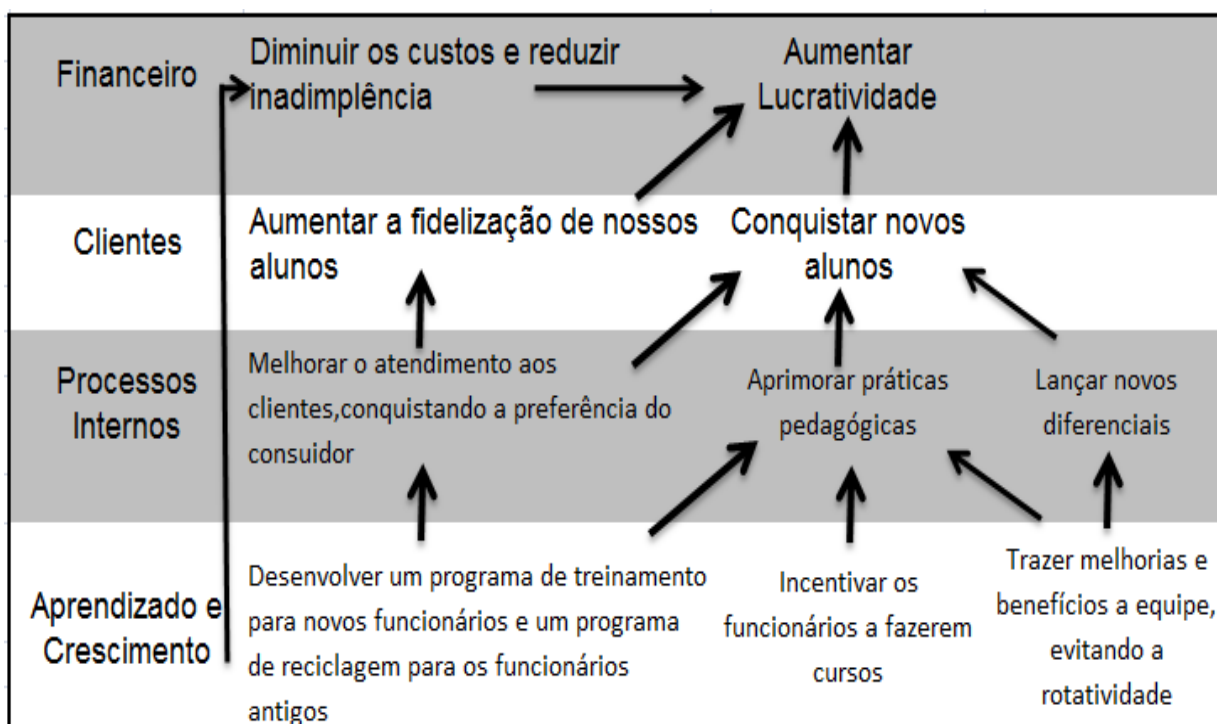 Financeiro
Diminuir os custos e reduzir
inadimplência
Aumentar
Lucratividade
Clientes
Aumentar a fidelização de nossos
alunos
Conquistar novos
alunos
Processos
Internos
Melhorar o atendimento aos
clientes,conquistando a preferência do
consuidor
Aprimorar práticas
pedagógicas
Lançar novos
diferenciais
Aprendizado e
Crescimento
Desenvolver um programa de treinamento
para novos funcionários e um programa
de reciclagem para os funcionários
antigos
Incentivar os
funcionários a fazerem
cursos
Trazer melhorias e
benefícios a equipe,
evitando a
rotatividade